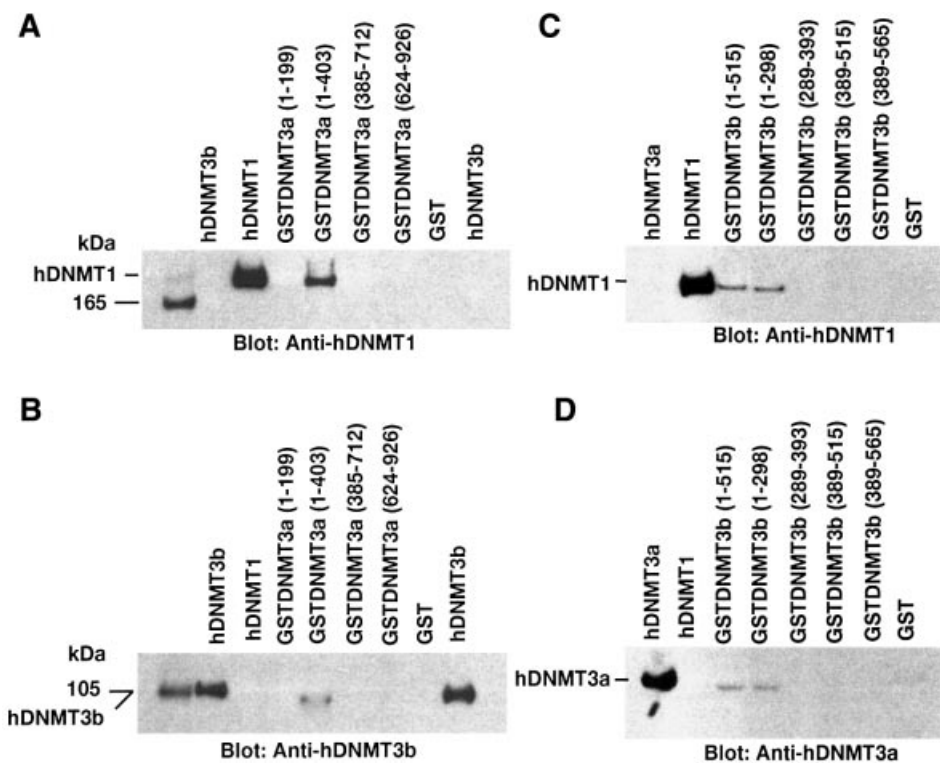 A
hDNMT3b
hDNMT1
GSTDNMT3a (1-199)
GSTDNMT3a (1-403)
GSTDNMT3a (385-712)
GSTDNMT3a (624-926)
GST
hDNMT3b
kDa
hDNMT1
165
Blot: Anti-hDNMT1
C
hDNMT3a
hDNMT1
GSTDNMT3b (1-515)
GSTDNMT3b (1-298)
GSTDNMT3b (289-393)
GSTDNMT3b (389-515)
GSTDNMT3b (389-565)
GST
hDNMT1
Blot: Anti-hDNMT1
B
hDNMT3b
hDNMT1
GSTDNMT3a (1-199)
GSTDNMT3a (1-403)
GSTDNMT3a (385-712)
GSTDNMT3a (624-926)
GST
hDNMT3b
kDa
105
hDNMT3b
Blot: Anti-hDNMT3b
D
hDNMT3a
hDNMT1
GSTDNMT3b (1-515)
GSTDNMT3b (1-298)
GSTDNMT3b (289-393)
GSTDNMT3b (389-515)
GSTDNMT3b (389-565)
GST
hDNMT3a
Blot: Anti-hDNMT3a